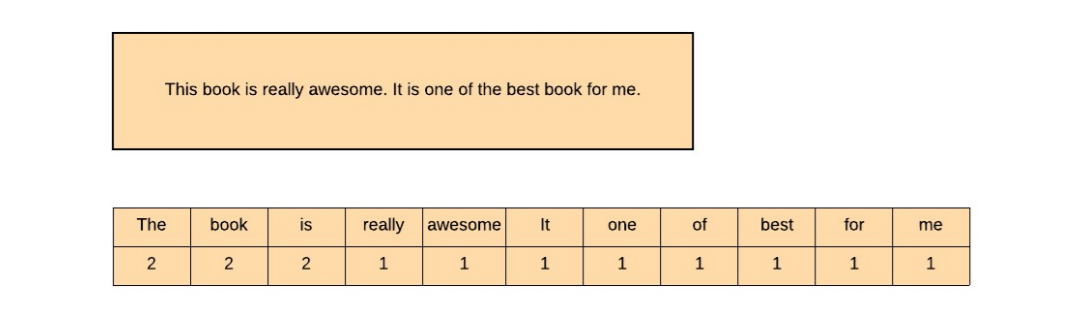 This book is really awesome. It is one of the best book for me.
The book is really awesome It one of best for me
2 2 2 1 1 1 1 1 1 1 1